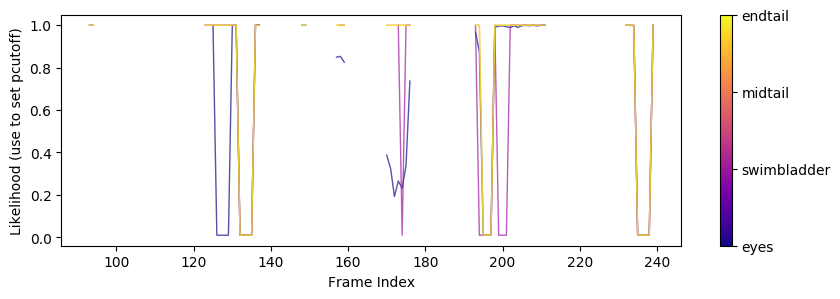 Likelihood (use to set pcutoff)
1.0
0.8
0.6
0.4
0.2
0.0
100
120
140
160
180
200
220
240
Frame Index
endtail
midtail
swimbladder
eyes